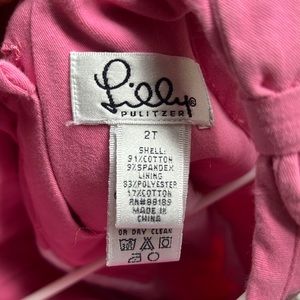 Lilly®
PULITZER
2T
SHELL:
91%COTTON
9%SPANDEX
LINING
83%POLYESTER
17%COTTON
RN#89189
MADE IN
CHINA
OR DRY CLEAN